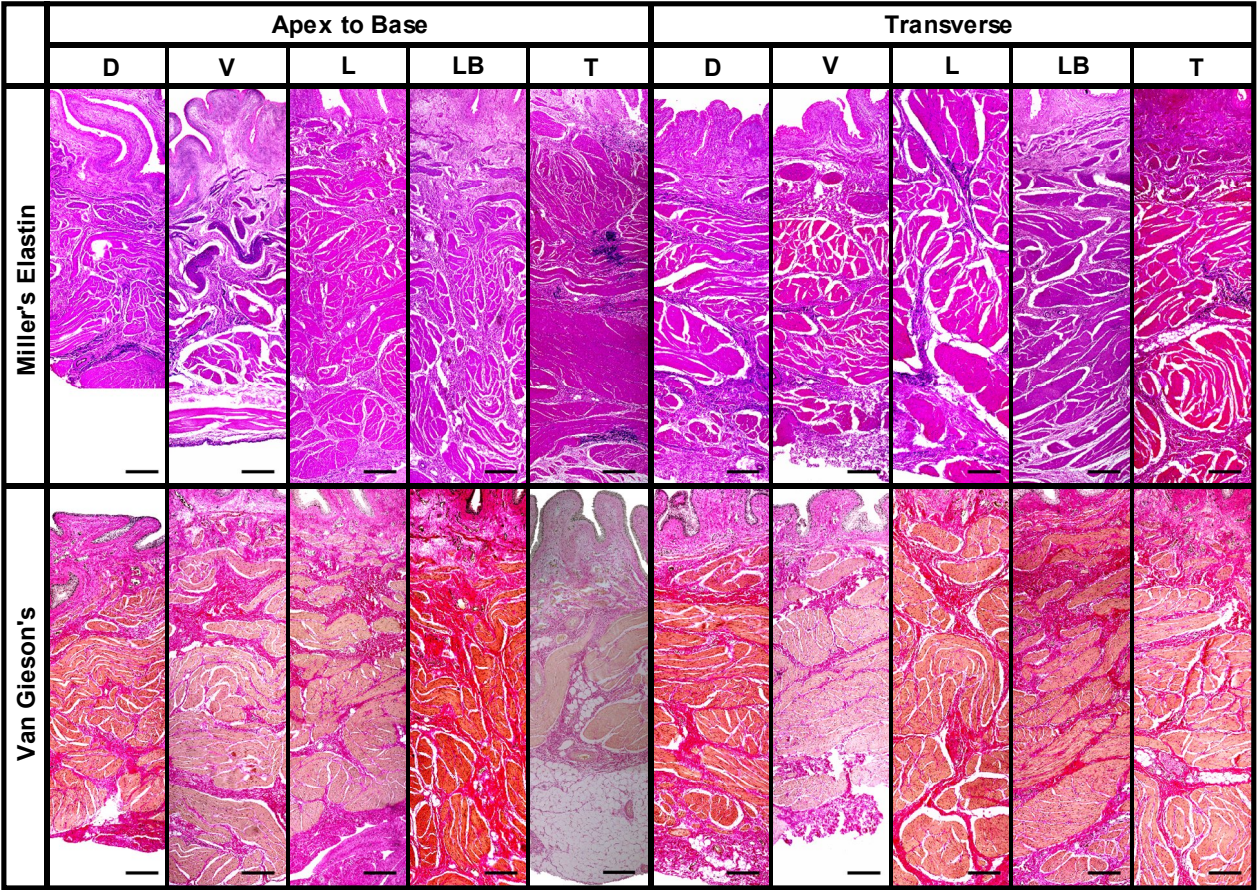 Apex to Base Transverse
D V L LB T D V L LB T
Miller's Elastin
Van Gieson's